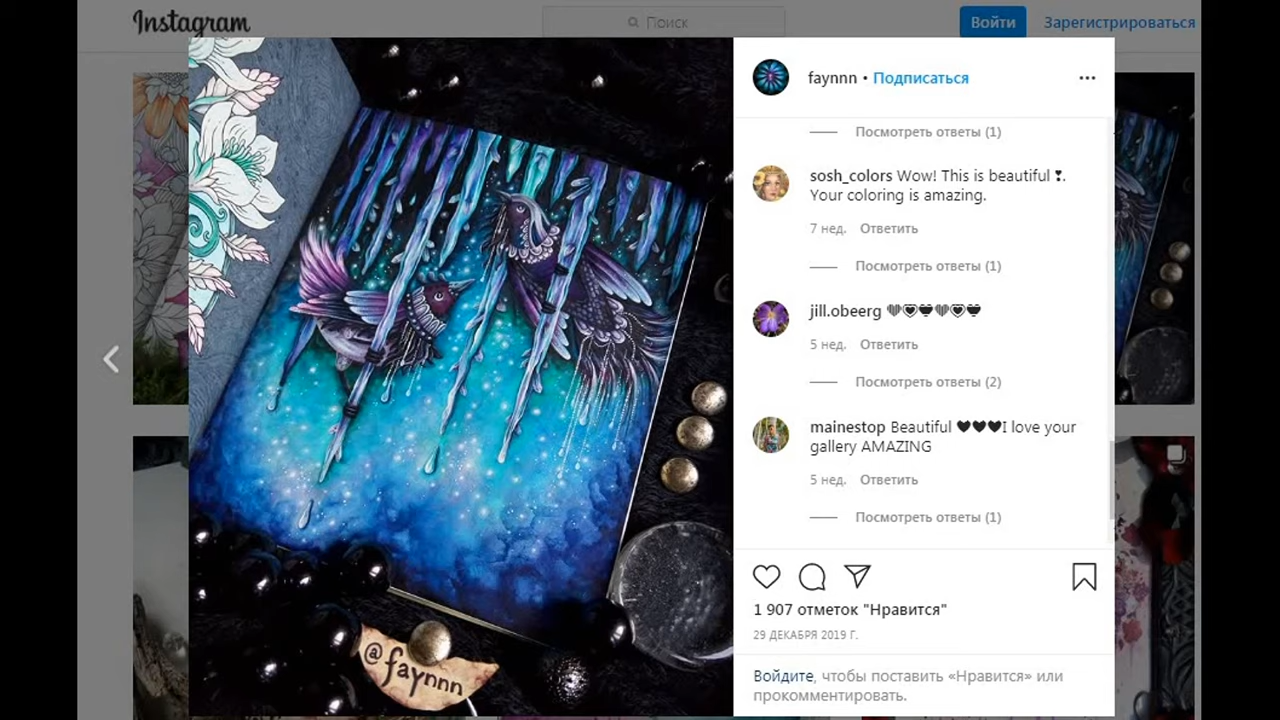 Instagram
Поиск
Войти
Зарегистрироваться
faynnn • Подписаться
Посмотреть ответы (1)
sosh_colors Wow! This is beautiful ❣.
Your coloring is amazing.
7 нед. Ответить
Посмотреть ответы (1)
jill.obeerg
5 нед. Ответить
Посмотреть ответы (2)
mainestop Beautiful ♥♥♥I love your
gallery AMAZING
5 нед. Ответить
Посмотреть ответы (1)
1 907 отметок "Нравится"
29 ДЕКАБРЯ 2019 Г.
Войдите, чтобы поставить «Нравится» или
прокомментировать.
@faynnn